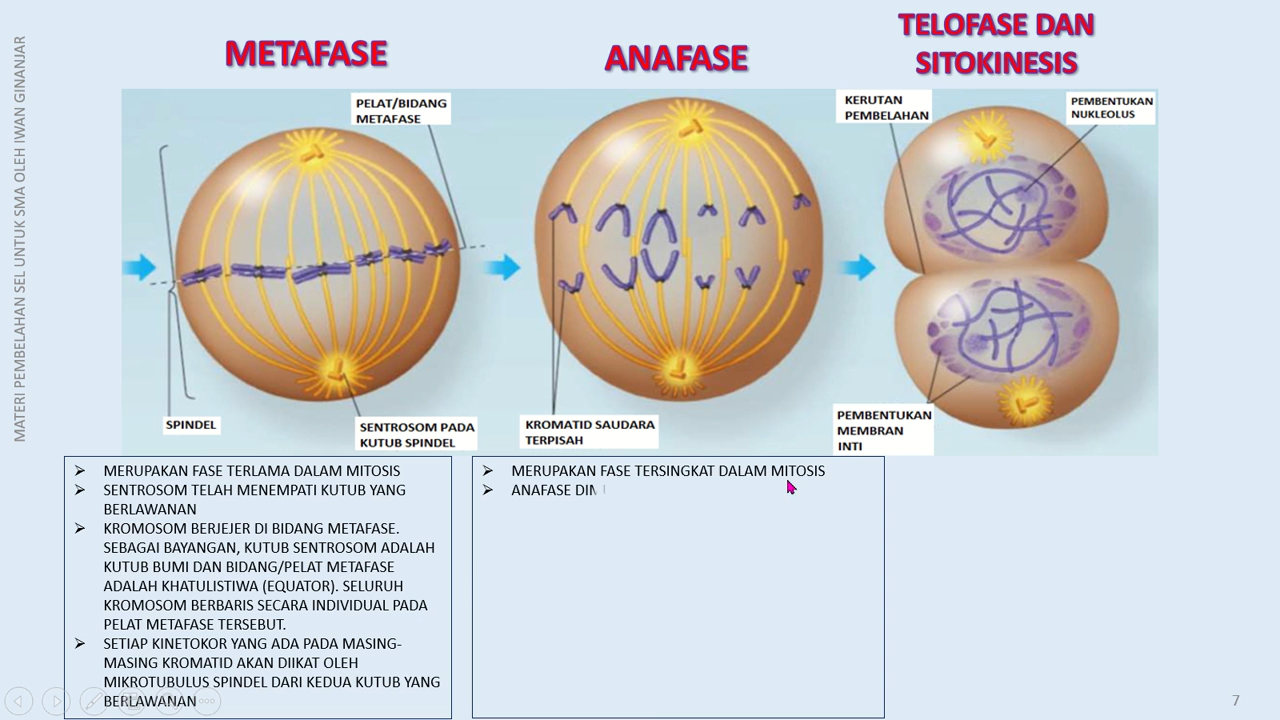 MATERI PEMBELAHAN SEL UNTUK SMA OLEH IWAN GINANJAR
METAFASE
ANAFASE
TELOFASE DAN
SITOKINESIS
PELAT/BIDANG
METAFASE
KERUTAN
PEMBELAHAN
PEMBENTUKAN
NUKLEOLUS
SPINDEL
SENTROSOM PADA
KUTUB SPINDEL
KROMATID SAUDARA
TERPISAH
PEMBENTUKAN
MEMBRAN
INTI
➢ MERUPAKAN FASE TERLAMA DALAM MITOSIS
➢ SENTROSOM TELAH MENEMPATI KUTUB YANG
BERLAWANAN
➢ KROMOSOM BERJEJER DI BIDANG METAFASE.
SEBAGAI BAYANGAN, KUTUB SENTROSOM ADALAH
KUTUB BUMI DAN BIDANG/PELAT METAFASE
ADALAH KHATULISTIWA (EQUATOR). SELURUH
KROMOSOM BERBARIS SECARA INDIVIDUAL PADA
PELAT METAFASE TERSEBUT.
➢ SETIAP KINETOKOR YANG ADA PADA MASING-
MASING KROMATID AKAN DIIKAT OLEH
MIKROTUBULUS SPINDEL DARI KEDUA KUTUB YANG
BERLAWANAN
➢ MERUPAKAN FASE TERSINGKAT DALAM MITOSIS
➢ ANAFASE
7